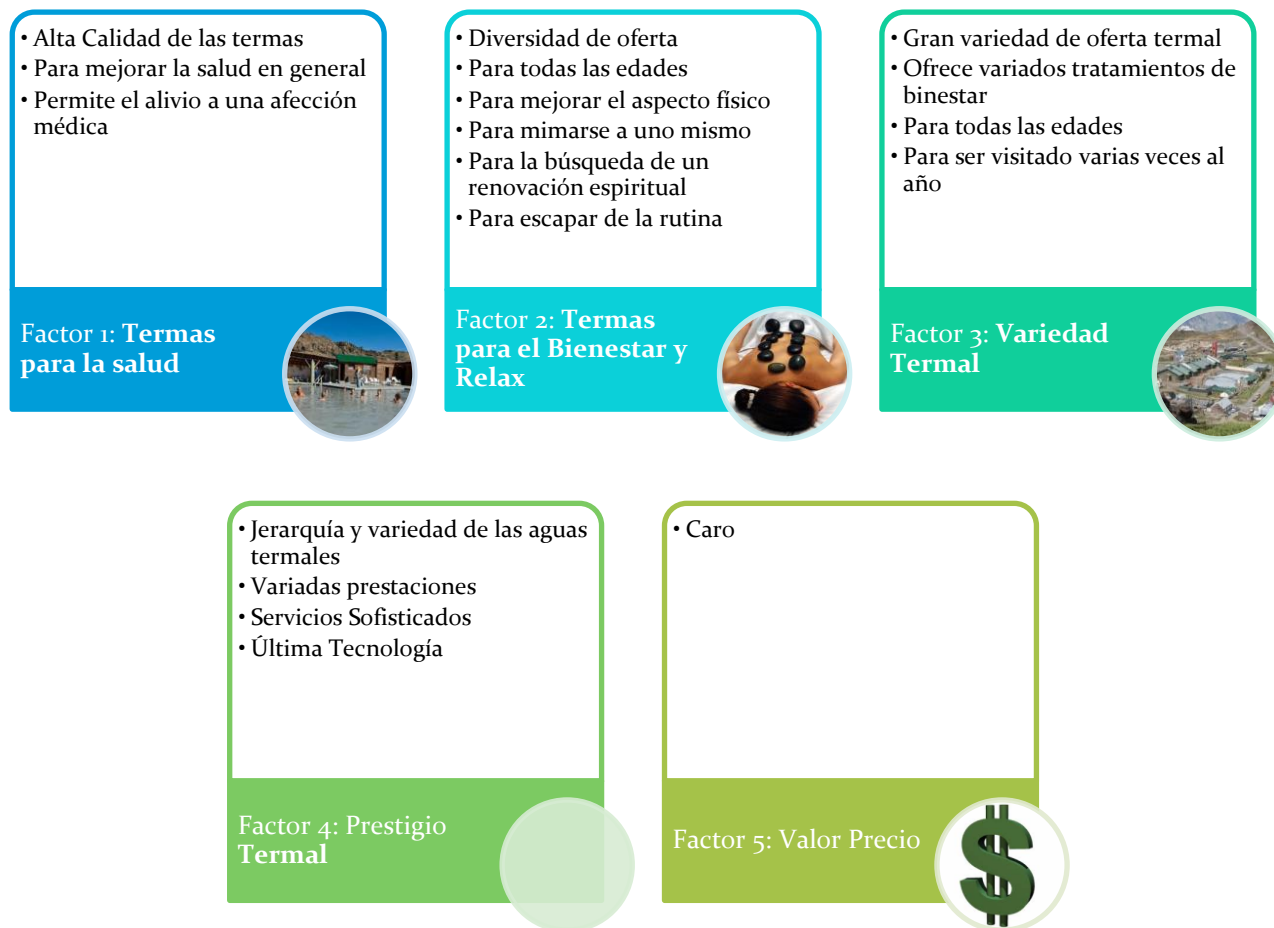 • Alta Calidad de las termas
• Para mejorar la salud en general
• Permite el alivio a una afección
médica
Factor 1: Termas
para la salud
• Diversidad de oferta
• Para todas las edades
• Para mejorar el aspecto físico
• Para mimarse a uno mismo
• Para la búsqueda de un
renovación espiritual
• Para escapar de la rutina
Factor 2: Termas
para el Bienestar y
Relax
• Gran variedad de oferta termal
• Ofrece variados tratamientos de
binestar
• Para todas las edades
• Para ser visitado varias veces al
año
Factor 3: Variedad
Termal
• Jerarquía y variedad de las aguas
termales
• Variadas prestaciones
• Servicios Sofisticados
• Última Tecnología
Factor 4: Prestigio
Termal
• Caro
Factor 5: Valor Precio
$